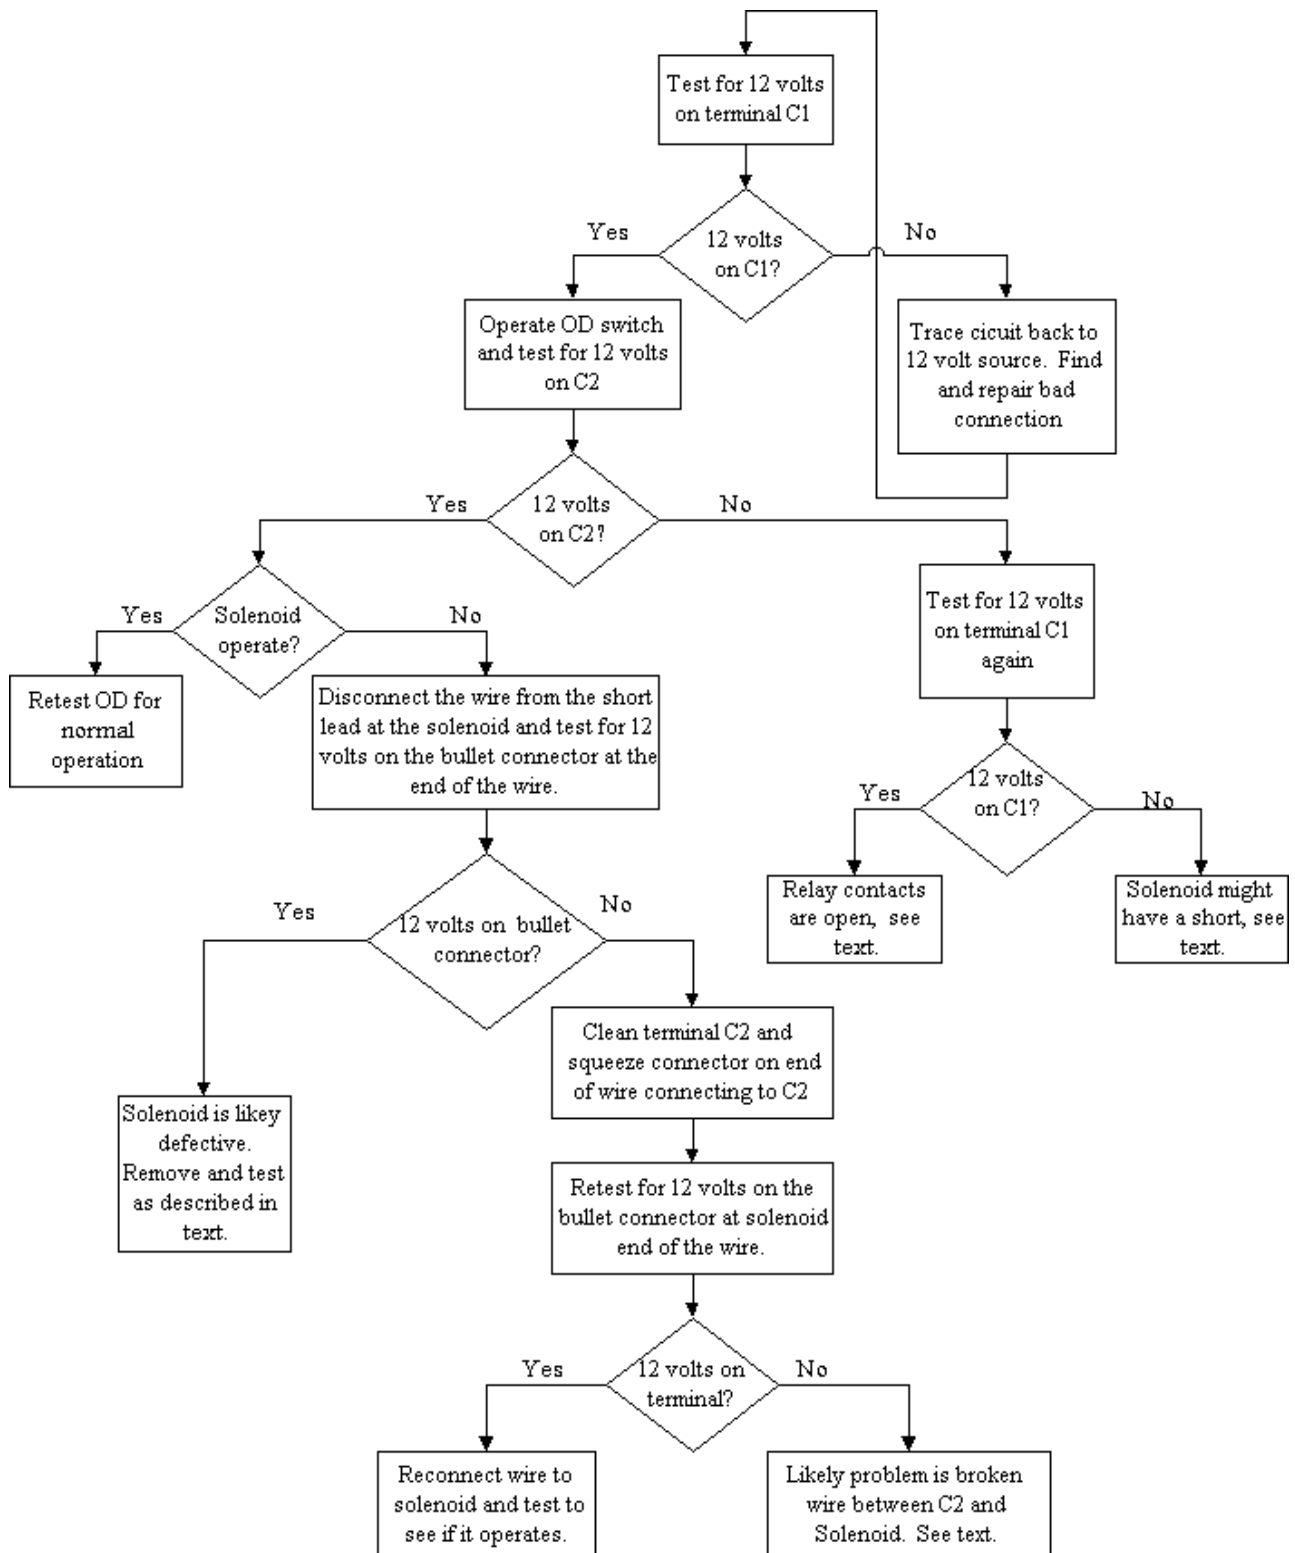 Test for 12 volts
on terminal C1
Yes
12 volts
on C1?
No
Operate OD switch
and test for 12 volts
on C2
Trace cicuit back to
12 volt source. Find
and repair bad
connection
Yes
12 volts
on C2?
No
Yes
Solenoid
operate?
No
Test for 12 volts
on terminal C1
again
Retest OD for
normal
operation
Disconnect the wire from the short
lead at the solenoid and test for 12
volts on the bullet connector at the
end of the wire.
Yes
12 volts
on C1?
No
Relay contacts
are open, see
text.
Solenoid might
have a short, see
text.
Yes
12 volts on bullet
connector?
No
Clean terminal C2 and
squeeze connector on end
of wire connecting to C2
Solenoid is likey
defective.
Remove and test
as described in
text.
Retest for 12 volts on the
bullet connector at solenoid
end of the wire.
Yes
12 volts on
terminal?
No
Reconnect wire to
solenoid and test to
see if it operates.
Likely problem is broken
wire between C2 and
Solenoid. See text.